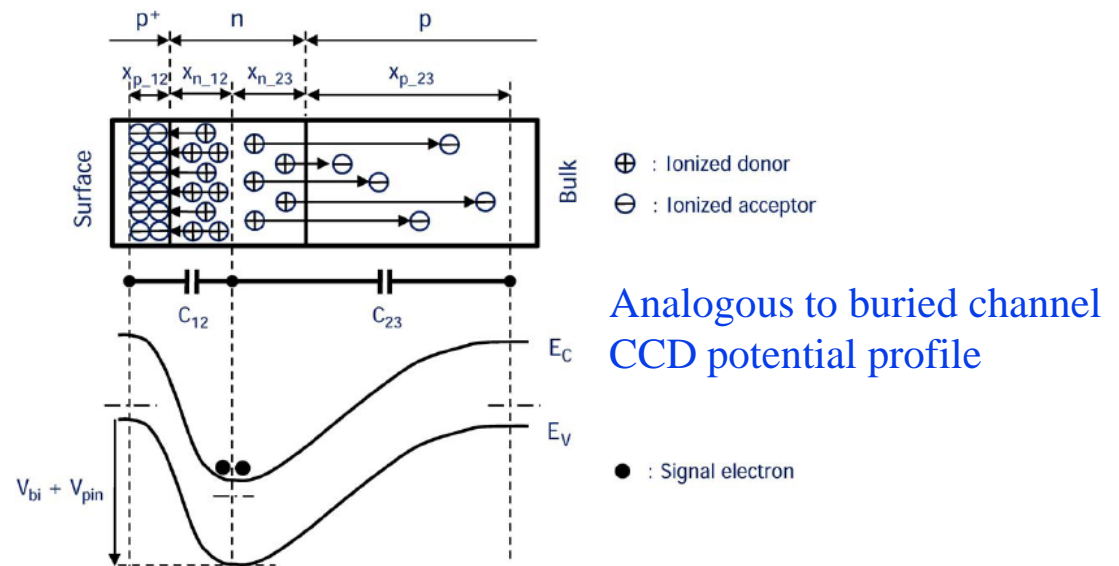 p+ n p
xp_12 xn_12 xn_23 xp_23
Surface
Bulk
⊕ : Ionized donor
⊖ : Ionized acceptor
C12 C23
Analogous to buried channel
CCD potential profile
EC
EV
Vbi + Vpin
● : Signal electron